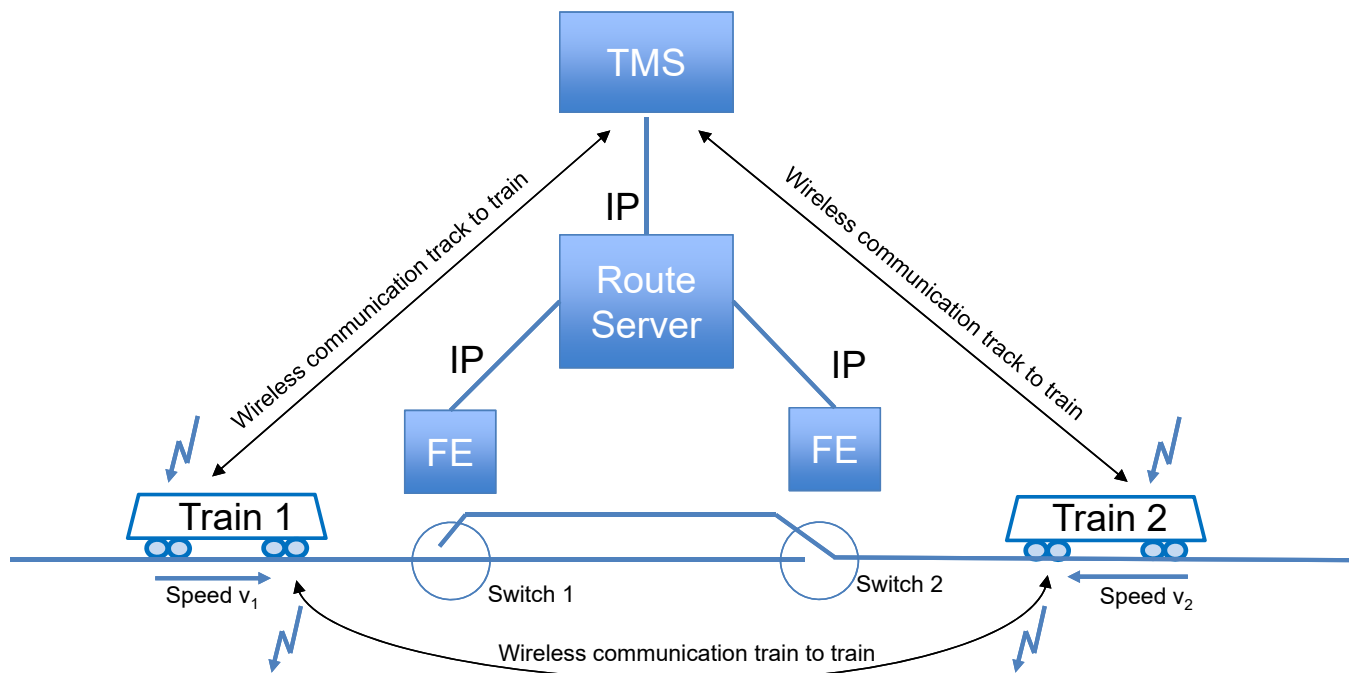 TMS
Wireless communication track to train
Wireless communication track to train
IP
Route
Server
IP
IP
FE
FE
Train 1
Train 2
Switch 1
Switch 2
Speed v₁
Speed v₂
Wireless communication train to train